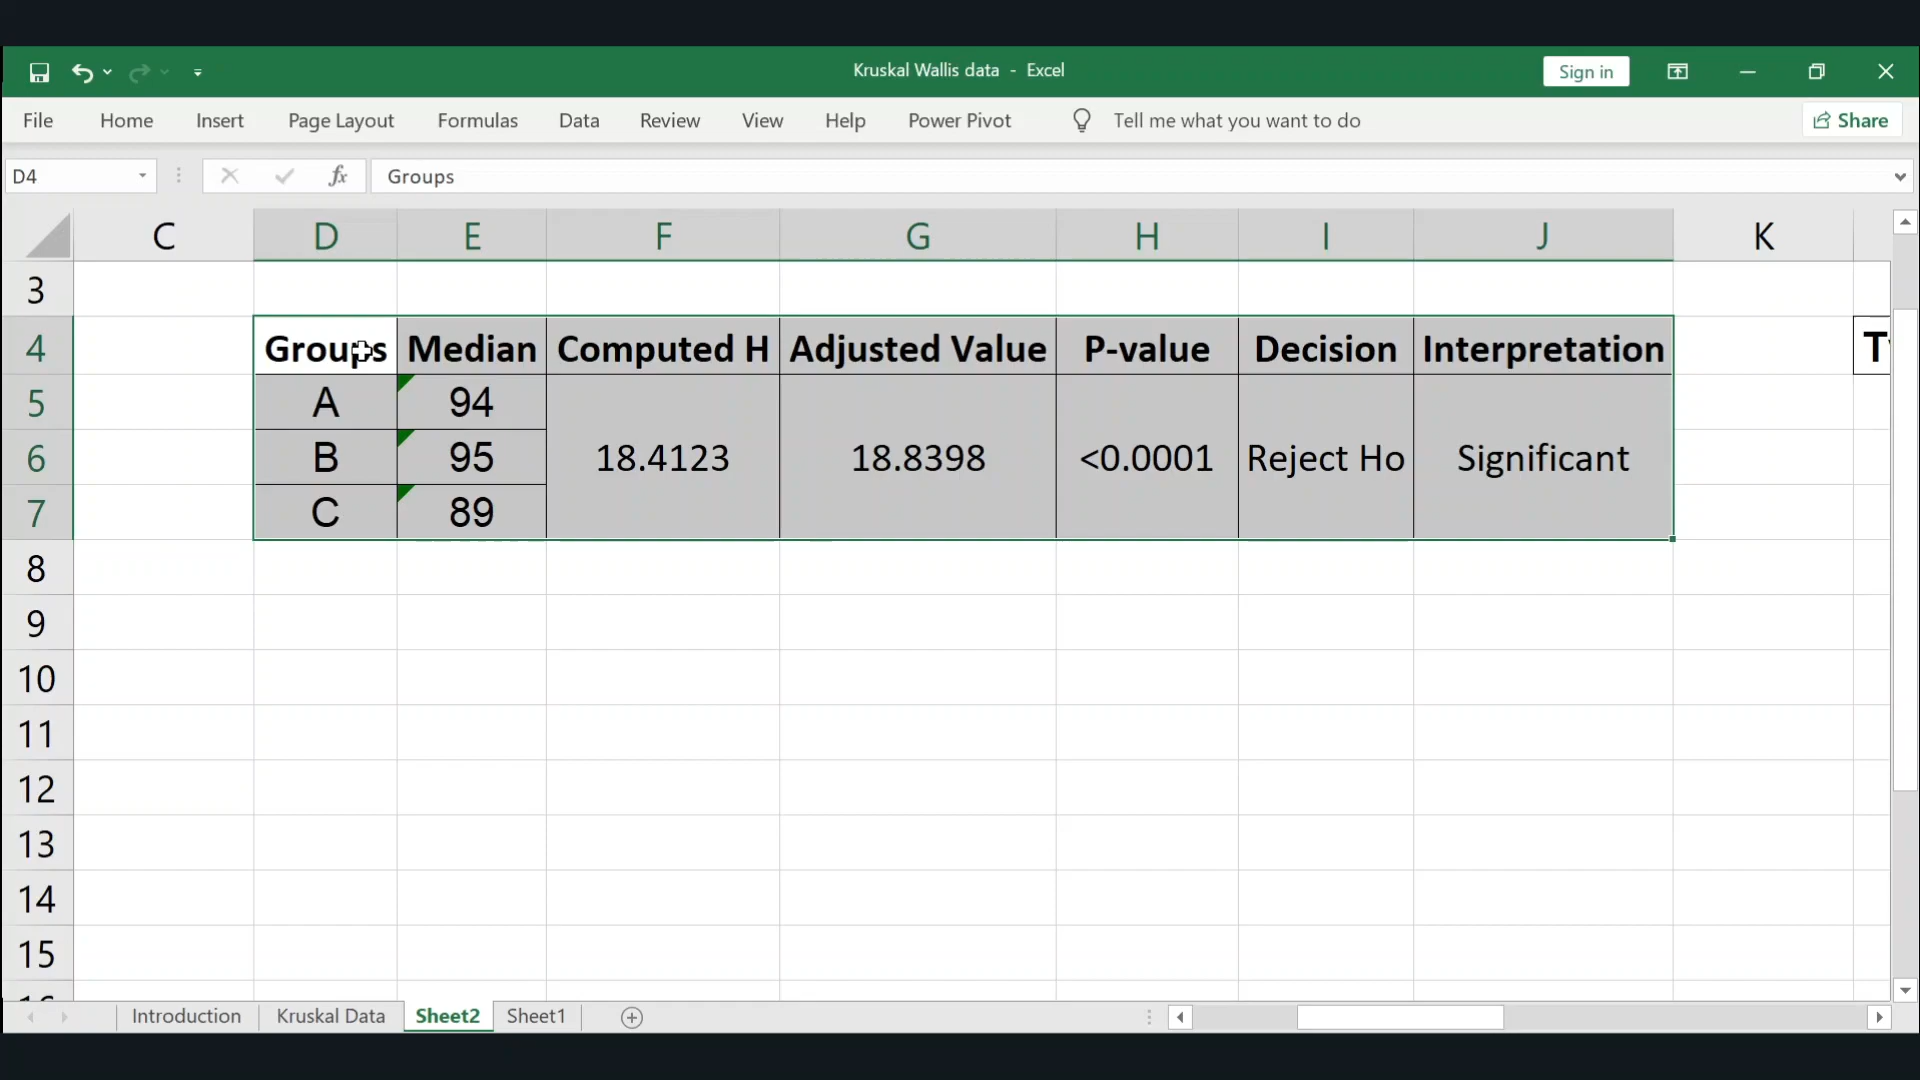 Kruskal Wallis data - Excel
Sign in
File Home Insert Page Layout Formulas Data Review View Help Power Pivot Tell me what you want to do Share
D4 fx Groups
C D E F G H I J K
3
4 Groups Median Computed H Adjusted Value P-value Decision Interpretation
5 A 94
6 B 95 18.4123 18.8398 <0.0001 Reject Ho Significant
7 C 89
8
9
10
11
12
13
14
15
Introduction Kruskal Data Sheet2 Sheet1